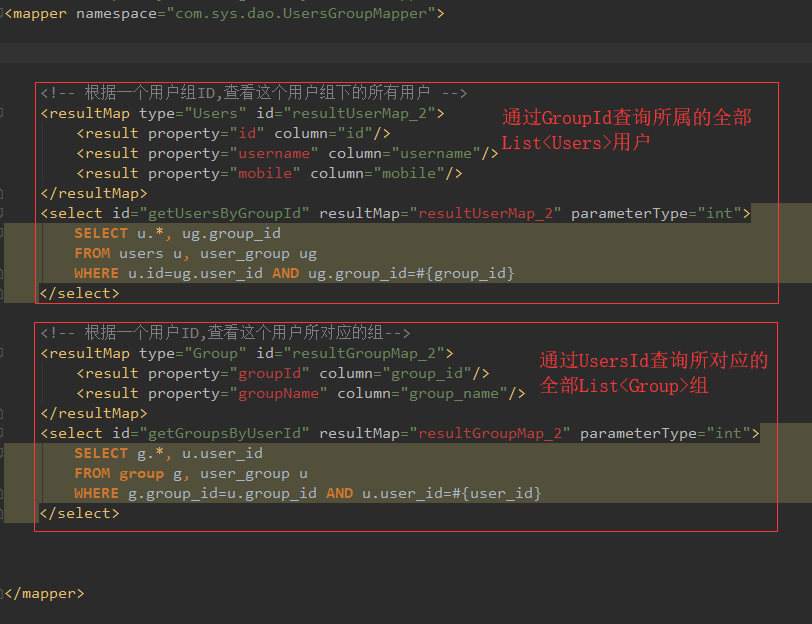 <mapper namespace="com.sys.dao.UsersGroupMapper">
<!-- 根据一个用户组ID,查看这个用户组下的所有用户 -->
<resultMap type="Users" id="resultUserMap_2">
<result property="id" column="id"/>
<result property="username" column="username"/>
<result property="mobile" column="mobile"/>
</resultMap>
通过GroupId查询所属的全部
List<Users>用户
<select id="getUsersByGroupId" resultMap="resultUserMap_2" parameterType="int">
SELECT u.*, ug.group_id
FROM users u, user_group ug
WHERE u.id=ug.user_id AND ug.group_id=#{group_id}
</select>
<!-- 根据一个用户ID,查看这个用户所对应的组-->
<resultMap type="Group" id="resultGroupMap_2">
<result property="groupId" column="group_id"/>
<result property="groupName" column="group_name"/>
</resultMap>
通过UsersId查询所对应的
全部List<Group>组
<select id="getGroupsByUserId" resultMap="resultGroupMap_2" parameterType="int">
SELECT g.*, u.user_id
FROM group g, user_group u
WHERE g.group_id=u.group_id AND u.user_id=#{user_id}
</select>
</mapper>